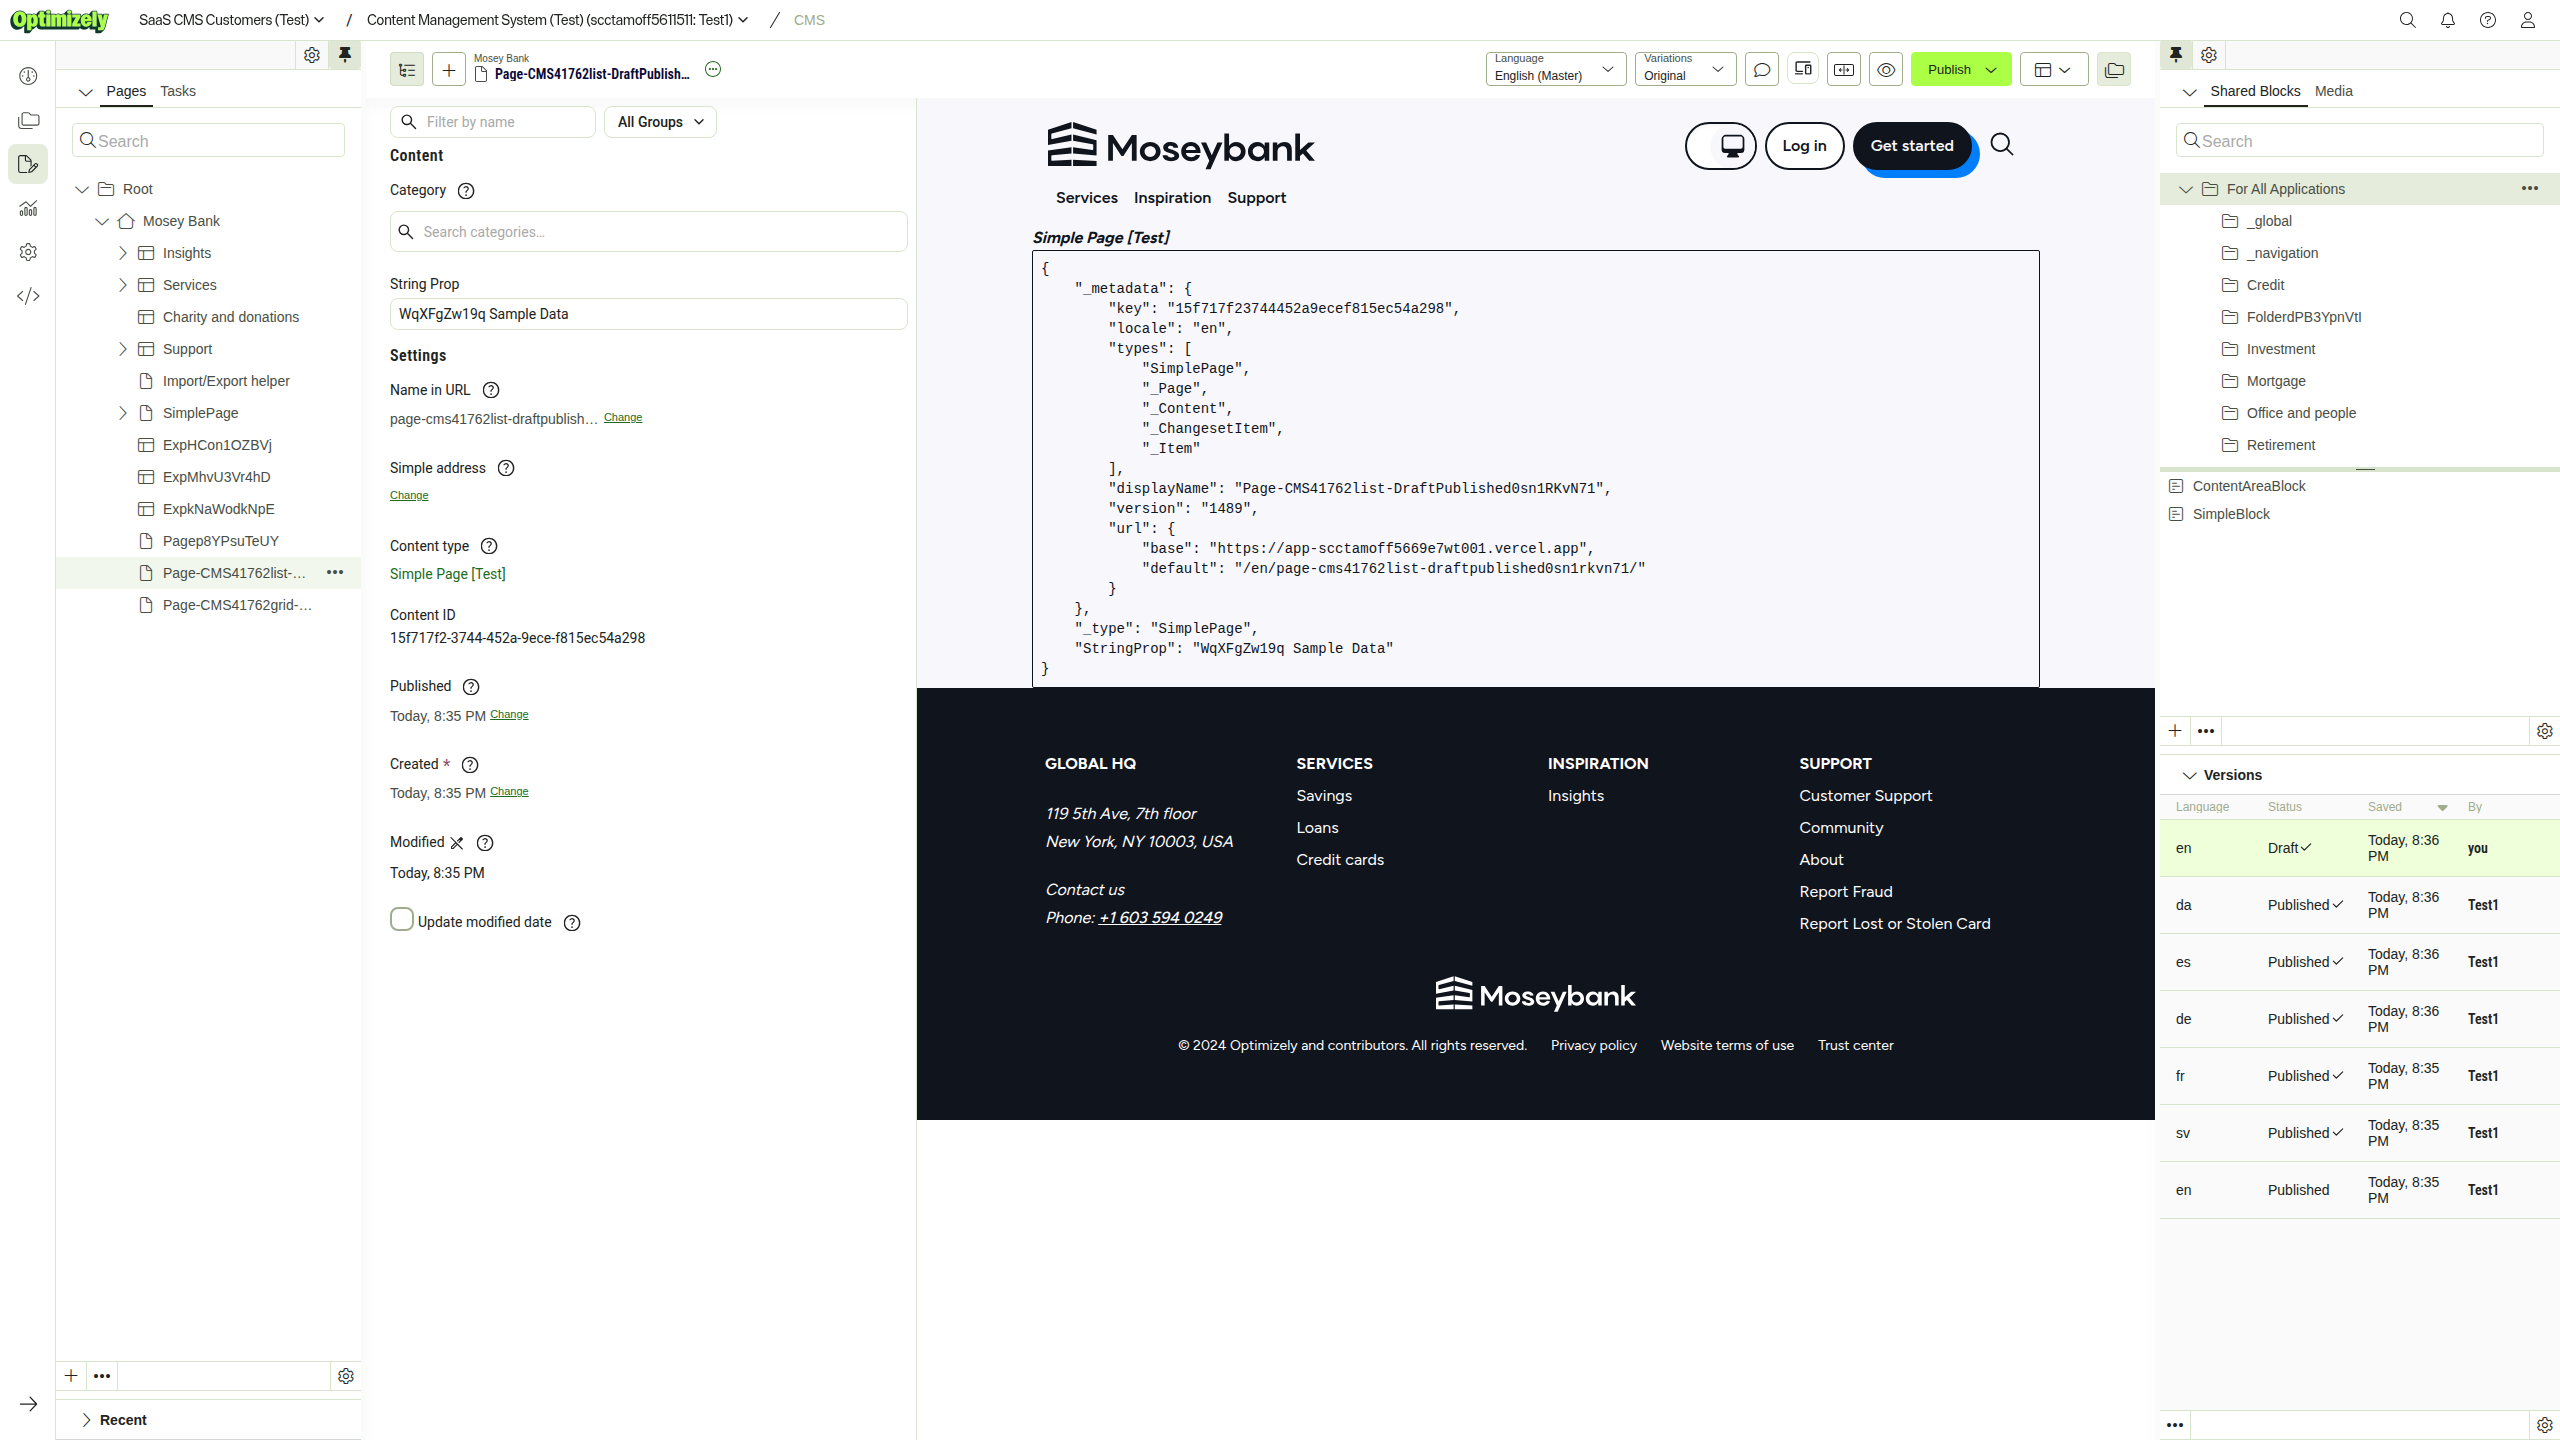 Optimizely
SaaS CMS Customers (Test)
/
Content Management System (Test) (scctamoff5611511: Test1)
/
CMS
Pages
Tasks
Search
Root
Mosey Bank
Insights
Services
Charity and donations
Support
Import/Export helper
SimplePage
ExpHCon1OZBVj
ExpMhvU3Vr4hD
ExpkNaWodkNpE
Pagep8YPsuTeUY
Page-CMS41762list-...
Page-CMS41762grid-...
Recent
Mosey Bank
Page-CMS41762list-DraftPublish...
Language
English (Master)
Variations
Original
Publish
Filter by name
All Groups
Content
Category
Search categories...
String Prop
WqXFgZw19q Sample Data
Settings
Name in URL
page-cms41762list-draftpublish...
Change
Simple address
Change
Content type
Simple Page [Test]
Content ID
15f717f2-3744-452a-9ece-f815ec54a298
Published
Today, 8:35 PM Change
Created *
Today, 8:35 PM Change
Modified
Today, 8:35 PM
Update modified date
Moseybank
Log in
Get started
Services
Inspiration
Support
Simple Page [Test]
{
"_metadata": {
"key": "15f717f23744452a9ecef815ec54a298",
"locale": "en",
"types": [
"SimplePage",
"_Page",
"_Content",
"_ChangesetItem",
"_Item"
],
"displayName": "Page-CMS41762list-DraftPublished0sn1RKvN71",
"version": "1489",
"url": {
"base": "https://app-scctamoff5669e7wt001.vercel.app",
"default": "/en/page-cms41762list-draftpublished0sn1rkvn71/"
}
},
"_type": "SimplePage",
"StringProp": "WqXFgZw19q Sample Data"
}
GLOBAL HQ
119 5th Ave, 7th floor
New York, NY 10003, USA
Contact us
Phone: +1 603 594 0249
SERVICES
Savings
Loans
Credit cards
INSPIRATION
Insights
SUPPORT
Customer Support
Community
About
Report Fraud
Report Lost or Stolen Card
Moseybank
© 2024 Optimizely and contributors. All rights reserved.
Privacy policy
Website terms of use
Trust center
Shared Blocks
Media
Search
For All Applications
_global
_navigation
Credit
FolderdPB3YpnVtI
Investment
Mortgage
Office and people
Retirement
ContentAreaBlock
SimpleBlock
Versions
Language Status Saved By
en Draft Today, 8:36 PM you
da Published Today, 8:36 PM Test1
es Published Today, 8:36 PM Test1
de Published Today, 8:36 PM Test1
fr Published Today, 8:35 PM Test1
sv Published Today, 8:35 PM Test1
en Published Today, 8:35 PM Test1